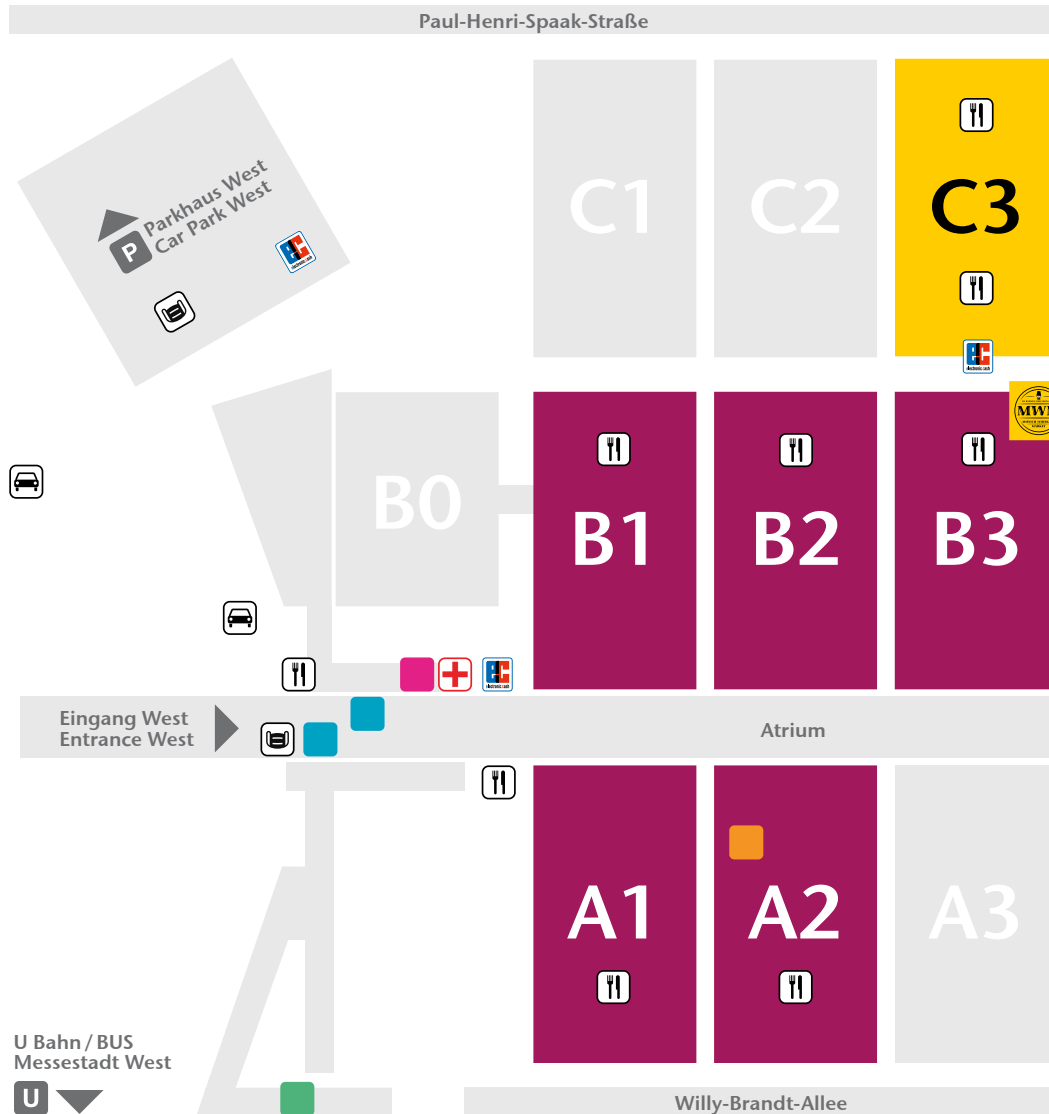 Paul-Henri-Spaak-Straße
Parkhaus West
Car Park West
P
C1
C2
C3
B0
B1
B2
B3
Eingang West
Entrance West
Atrium
A1
A2
A3
U Bahn / BUS
Messestadt West
U
Willy-Brandt-Allee